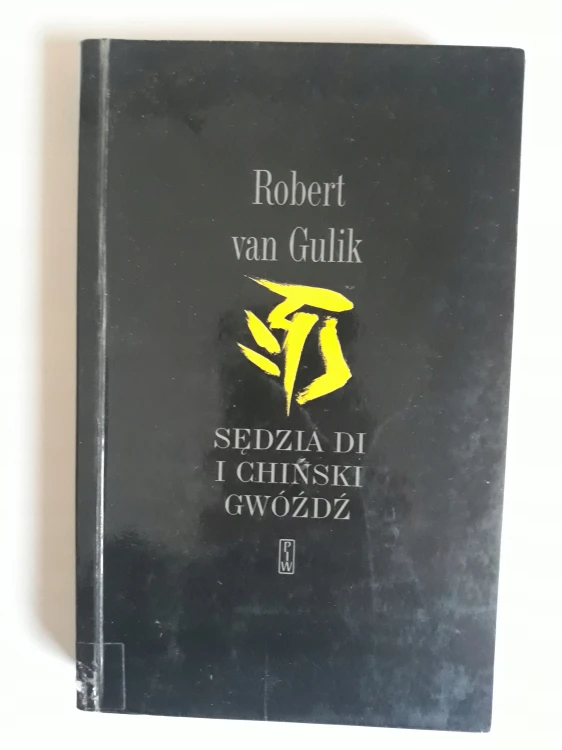 Robert
van Gulik
SĘDZIA DI
I CHIŃSKI
GWÓŹDŹ
P
I
W